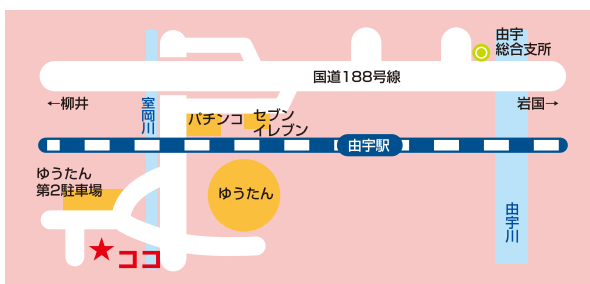 由宇
総合支所
国道188号線
←柳井
岩国→
室岡川
パチンコ
セブン
イレブン
由宇駅
ゆうたん
第2駐車場
ゆうたん
由宇川
★ココ